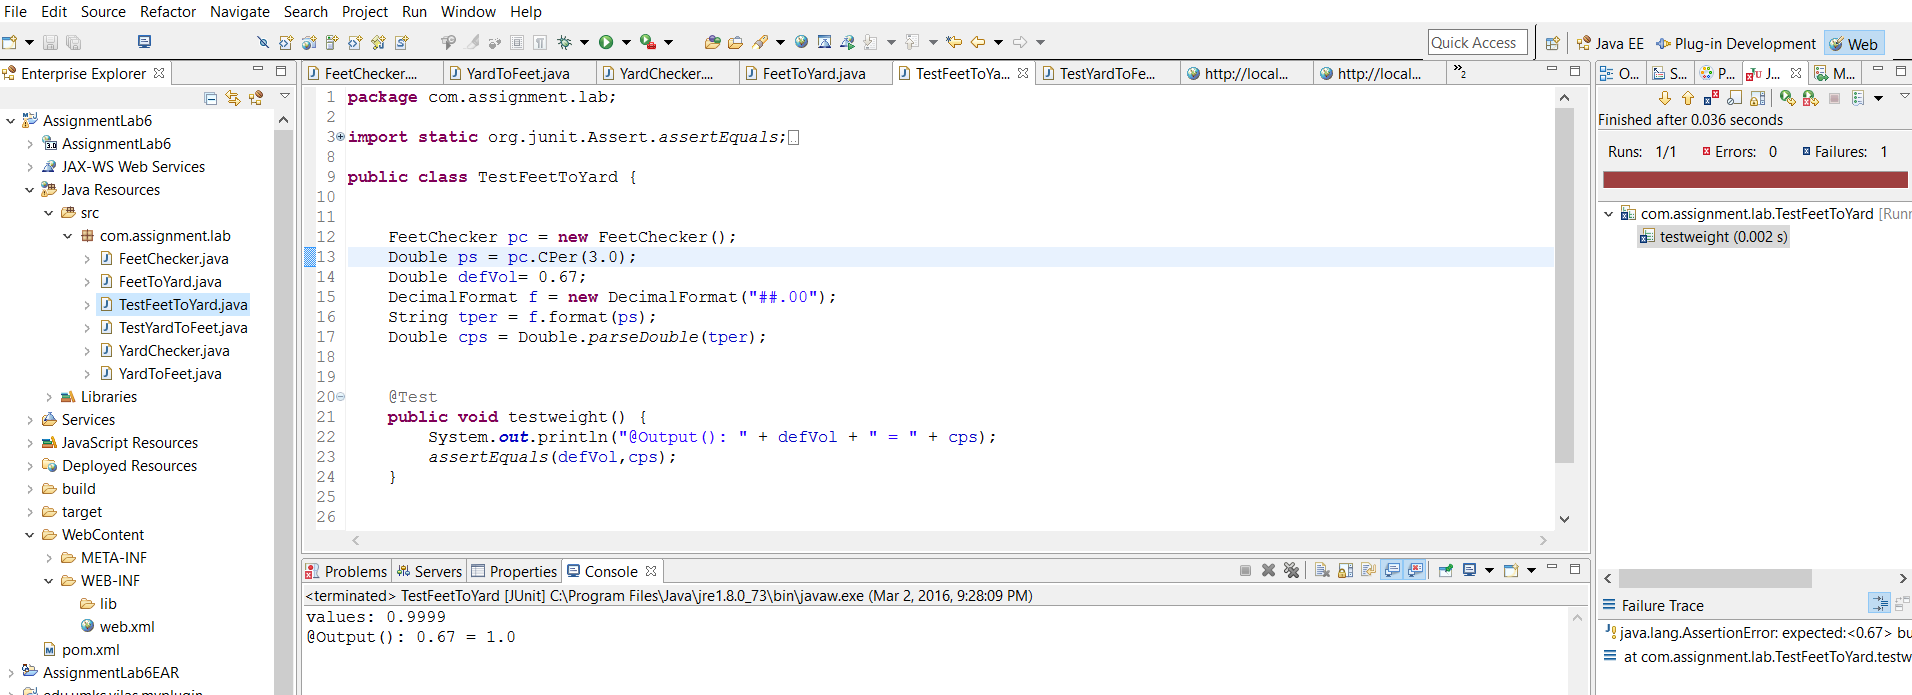 File Edit Source Refactor Navigate Search Project Run Window Help
Quick Access Java EE Plug-in Development Web
Enterprise Explorer
AssignmentLab6
AssignmentLab6
JAX-WS Web Services
Java Resources
src
com.assignment.lab
FeetChecker.java
FeetToYard.java
TestFeetToYard.java
TestYardToFeet.java
YardChecker.java
YardToFeet.java
Libraries
Services
JavaScript Resources
Deployed Resources
build
target
WebContent
META-INF
WEB-INF
lib
web.xml
pom.xml
AssignmentLab6EAR
edu.umkc.vilas.myplugin
FeetChecker.... YardToFeet.java YardChecker.... FeetToYard.java TestFeetToYa... TestYardToFe... http://local... http://local... »2
1 package com.assignment.lab;
2
3 import static org.junit.Assert.assertEquals;
8
9 public class TestFeetToYard {
10
11
12 FeetChecker pc = new FeetChecker();
13 Double ps = pc.CPer(3.0);
14 Double defVol= 0.67;
15 DecimalFormat f = new DecimalFormat("##.00");
16 String tper = f.format(ps);
17 Double cps = Double.parseDouble(tper);
18
19
20 @Test
21 public void testweight() {
22 System.out.println("@Output(): " + defVol + " = " + cps);
23 assertEquals(defVol,cps);
24 }
25
26
Problems Servers Properties Console
<terminated> TestFeetToYard [JUnit] C:\Program Files\Java\jre1.8.0_73\bin\javaw.exe (Mar 2, 2016, 9:28:09 PM)
values: 0.9999
@Output(): 0.67 = 1.0
O... S... P... J... M...
Finished after 0.036 seconds
Runs: 1/1 Errors: 0 Failures: 1
com.assignment.lab.TestFeetToYard [Runn
testweight (0.002 s)
Failure Trace
java.lang.AssertionError: expected:<0.67> bu
at com.assignment.lab.TestFeetToYard.testw